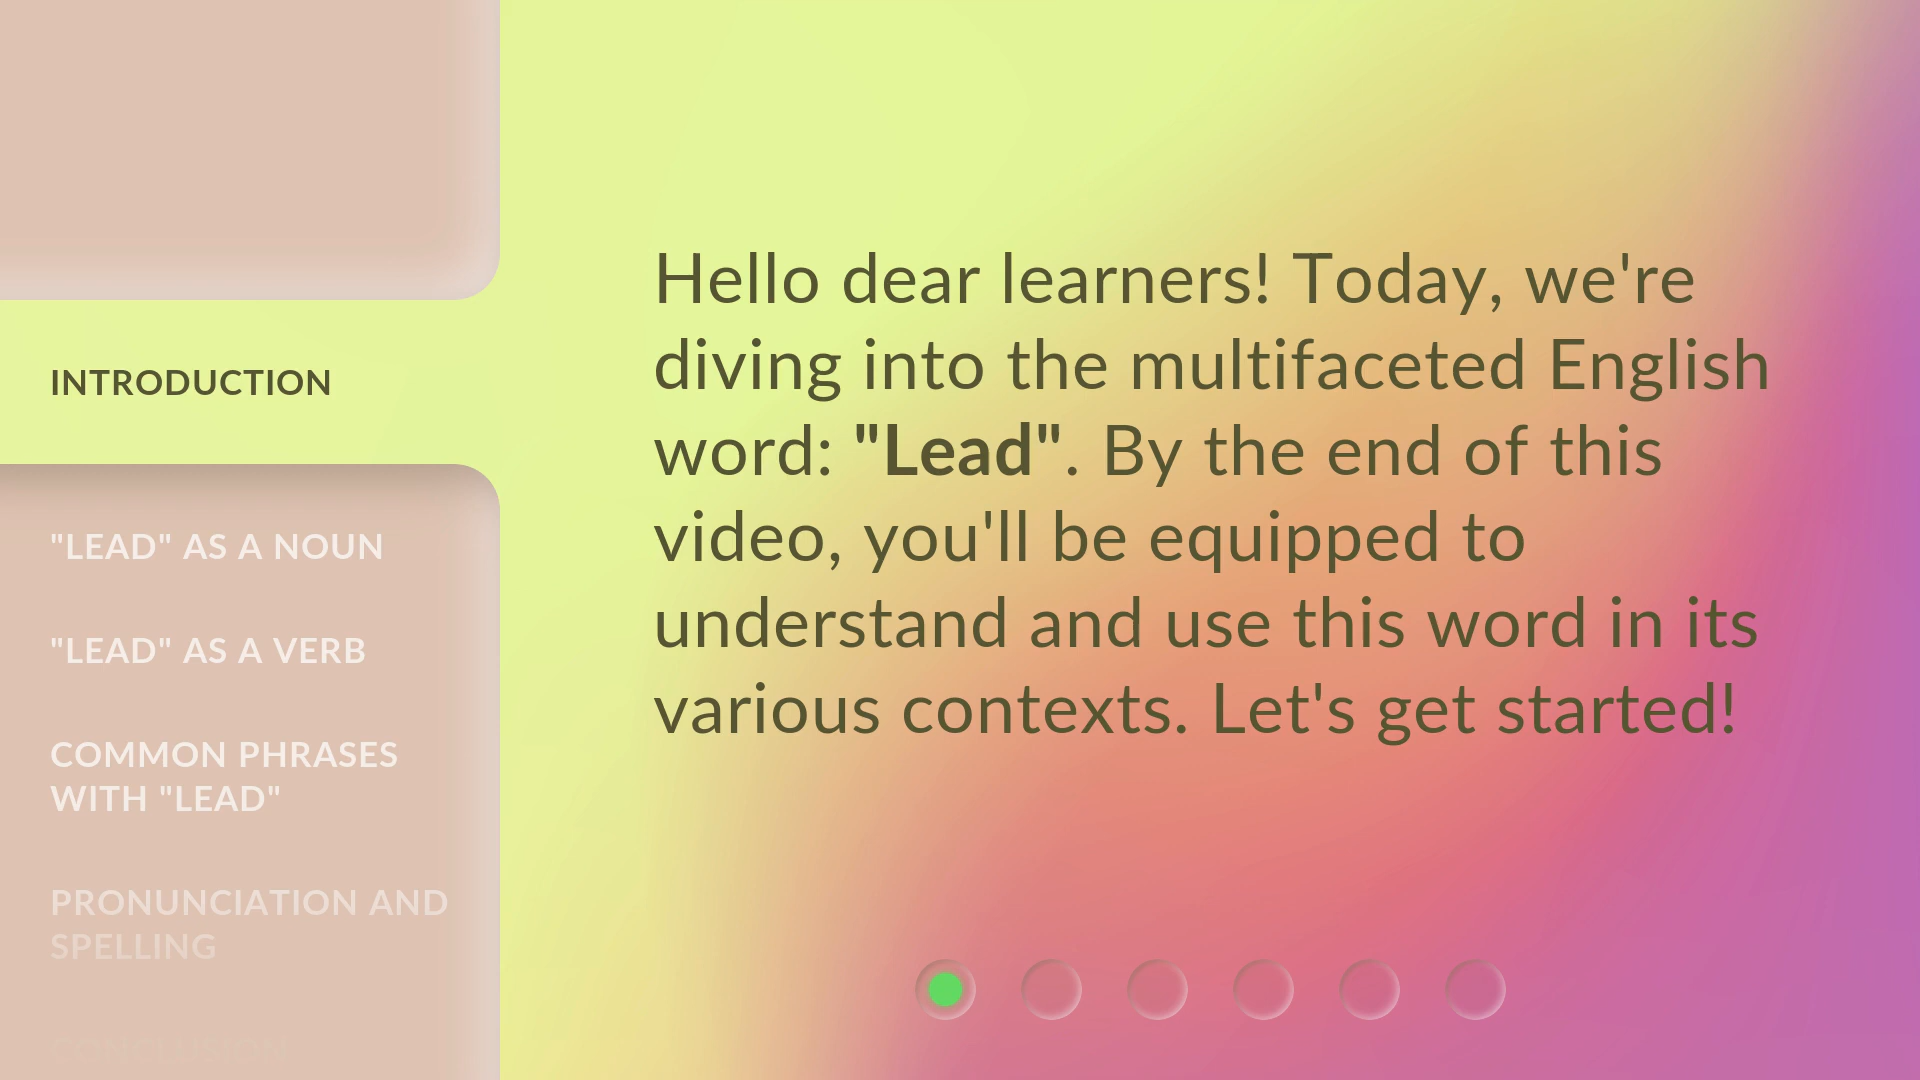 INTRODUCTION
"LEAD" AS A NOUN
"LEAD" AS A VERB
COMMON PHRASES
WITH "LEAD"
PRONUNCIATION AND
SPELLING
CONCLUSION
Hello dear learners! Today, we're
diving into the multifaceted English
word: "Lead". By the end of this
video, you'll be equipped to
understand and use this word in its
various contexts. Let's get started!